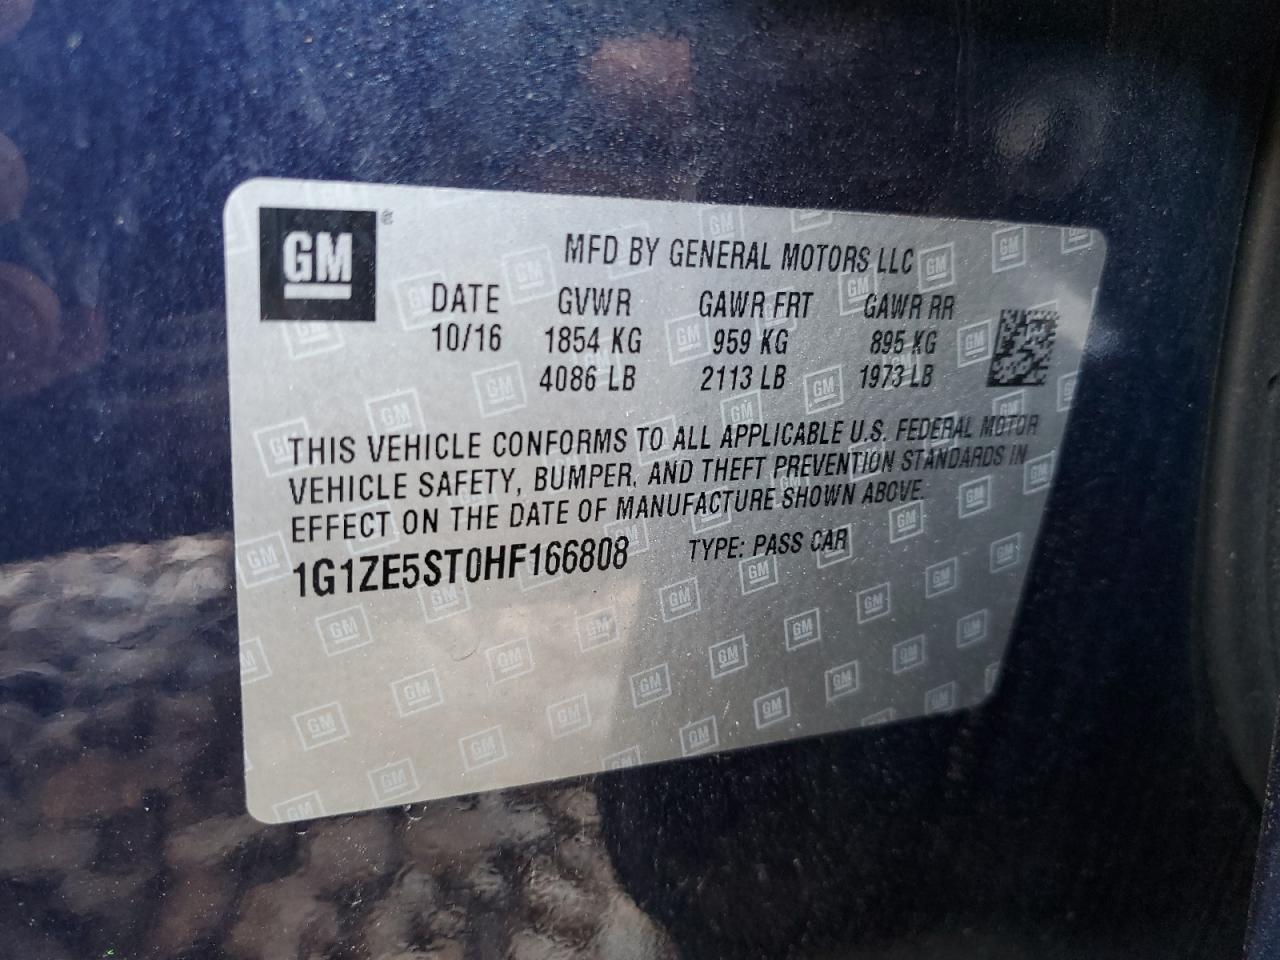 GM
MFD BY GENERAL MOTORS LLC
DATE GVWR GAWR FRT GAWR RR
10/16 1854 KG 959 KG 895 KG
4086 LB 2113 LB 1973 LB
THIS VEHICLE CONFORMS TO ALL APPLICABLE U.S. FEDERAL MOTOR
VEHICLE SAFETY, BUMPER, AND THEFT PREVENTION STANDARDS IN
EFFECT ON THE DATE OF MANUFACTURE SHOWN ABOVE.
1G1ZE5ST0HF166808 TYPE: PASS CAR